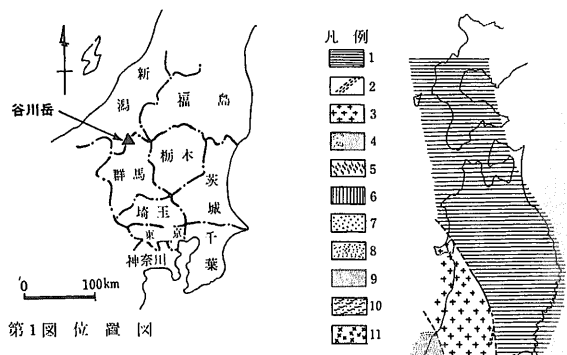 新
潟
福島
谷川岳
栃木
群馬
茨
城
埼玉
東京
千
葉
神奈川
0 100km
第1図 位置図
凡例
1
2
3
4
5
6
7
8
9
10
11